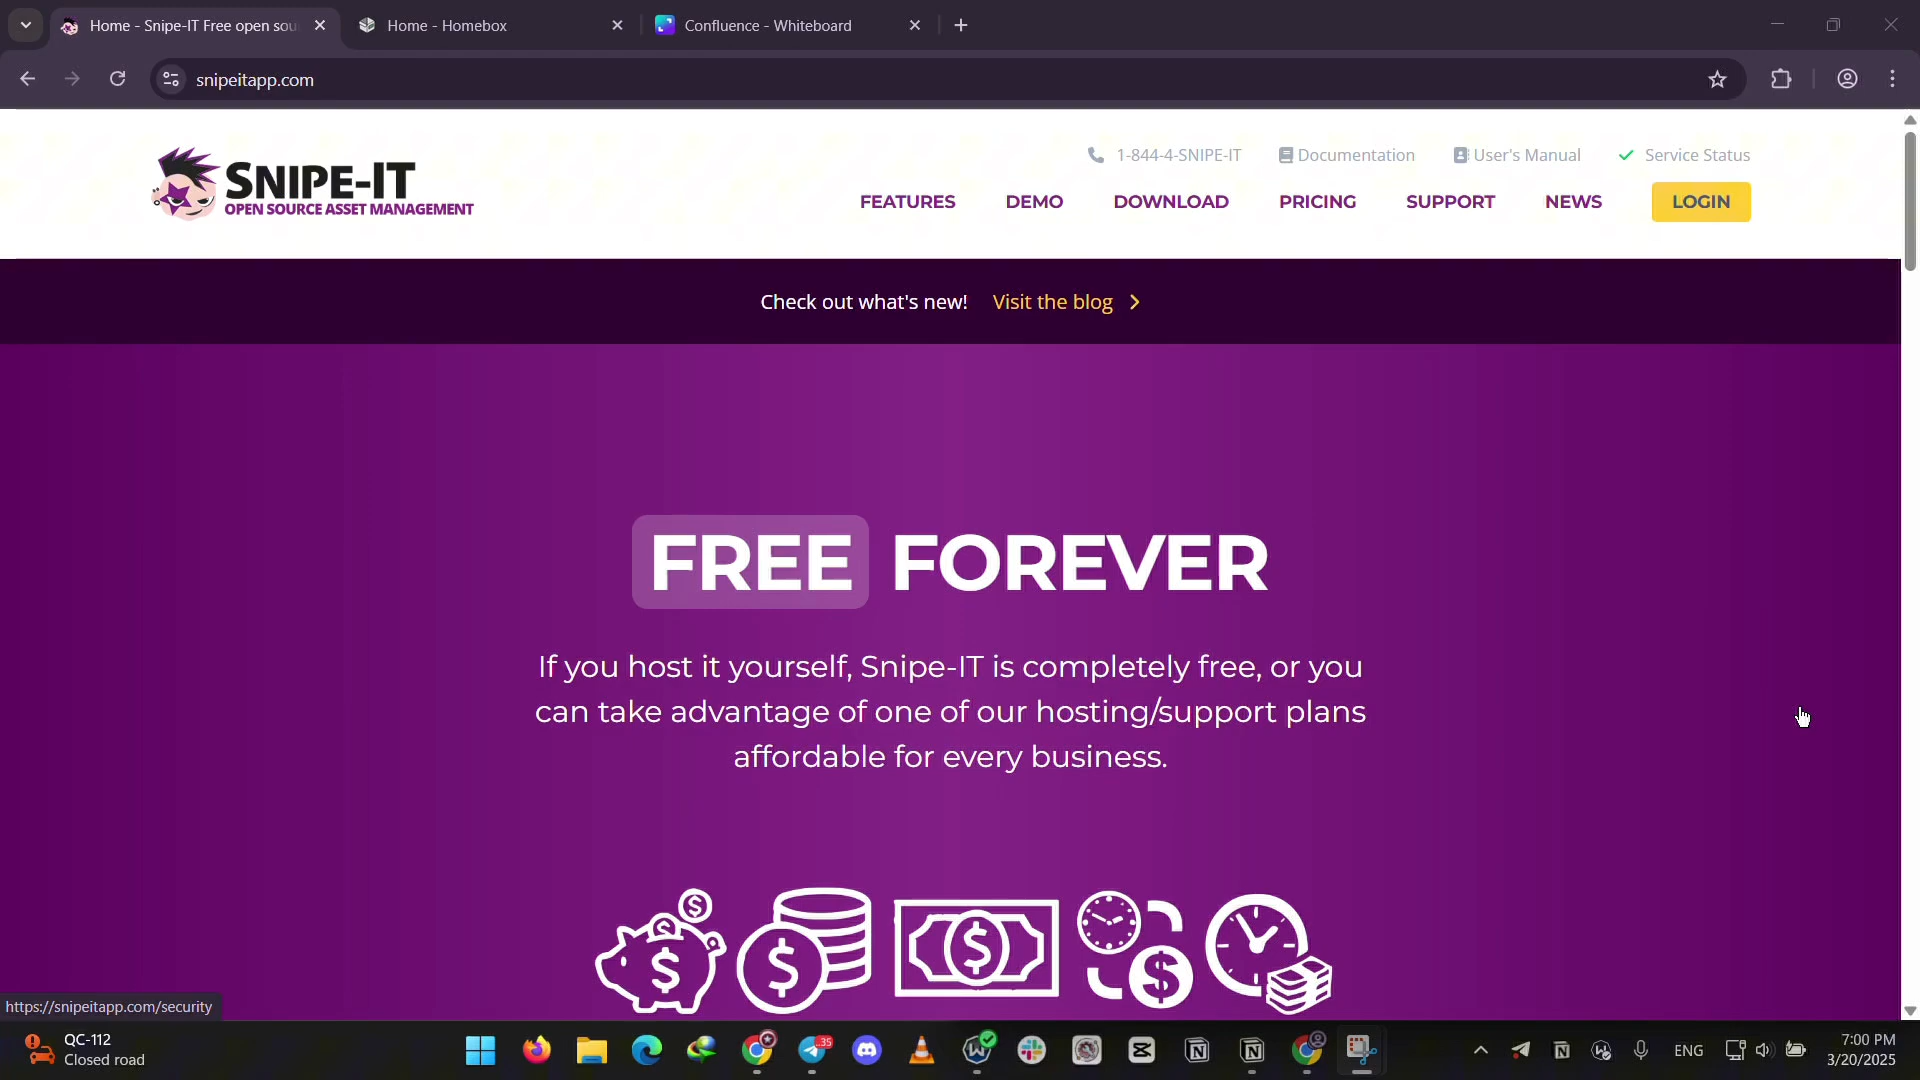 Home - Snipe-IT Free open sou
Home - Homebox
Confluence - Whiteboard
snipeitapp.com
SNIPE-IT
OPEN SOURCE ASSET MANAGEMENT
1-844-4-SNIPE-IT
Documentation
User's Manual
Service Status
FEATURES
DEMO
DOWNLOAD
PRICING
SUPPORT
NEWS
LOGIN
Check out what's new! Visit the blog
FREE FOREVER
If you host it yourself, Snipe-IT is completely free, or you
can take advantage of one of our hosting/support plans
affordable for every business.
https://snipeitapp.com/security
QC-112
Closed road
..35
ENG
7:00 PM
3/20/2025